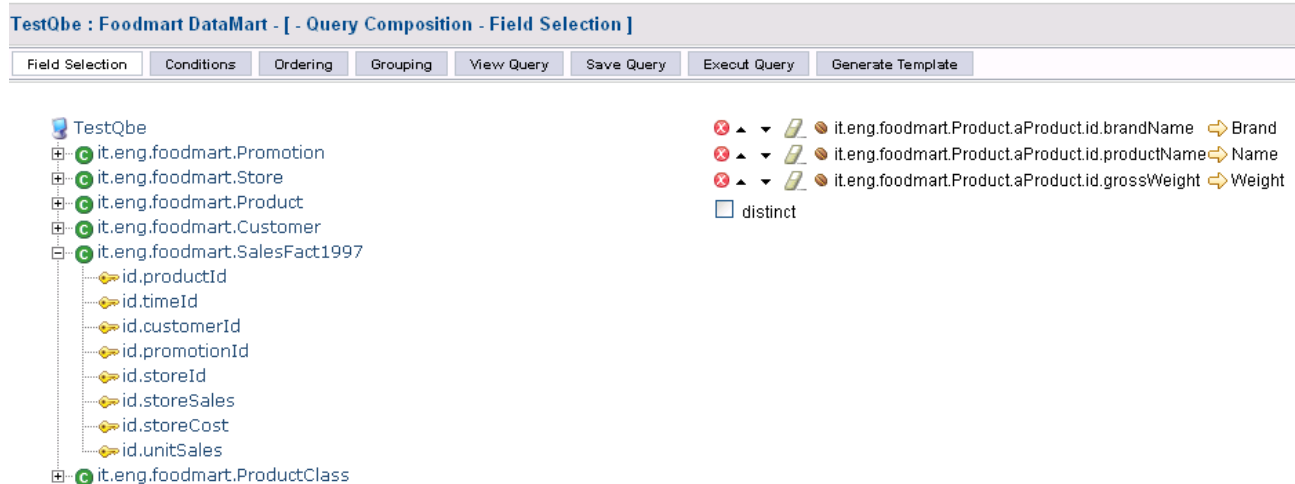 TestQbe : Foodmart DataMart - [ - Query Composition - Field Selection ]
Field Selection Conditions Ordering Grouping View Query Save Query Execut Query Generate Template
TestQbe
it.eng.foodmart.Promotion
it.eng.foodmart.Store
it.eng.foodmart.Product
it.eng.foodmart.Customer
it.eng.foodmart.SalesFact1997
id.productId
id.timeId
id.customerId
id.promotionId
id.storeId
id.storeSales
id.storeCost
id.unitSales
it.eng.foodmart.ProductClass
it.eng.foodmart.Product.aProduct.id.brandName Brand
it.eng.foodmart.Product.aProduct.id.productName Name
it.eng.foodmart.Product.aProduct.id.grossWeight Weight
distinct